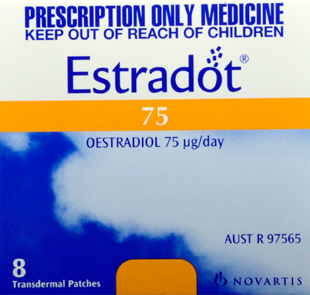 PRESCRIPTION ONLY MEDICINE
KEEP OUT OF REACH OF CHILDREN
Estradot®
75
OESTRADIOL 75 µg/day
AUST R 97565
8
Transdermal Patches
NOVARTIS